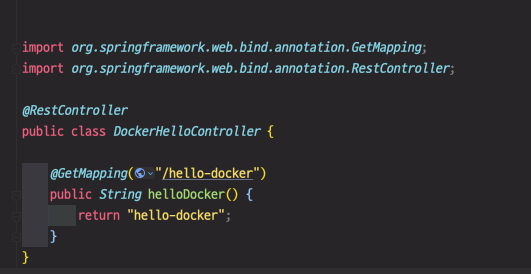 import org.springframework.web.bind.annotation.GetMapping;
import org.springframework.web.bind.annotation.RestController;
@RestController
public class DockerHelloController {
@GetMapping("/hello-docker")
public String helloDocker() {
return "hello-docker";
}
}